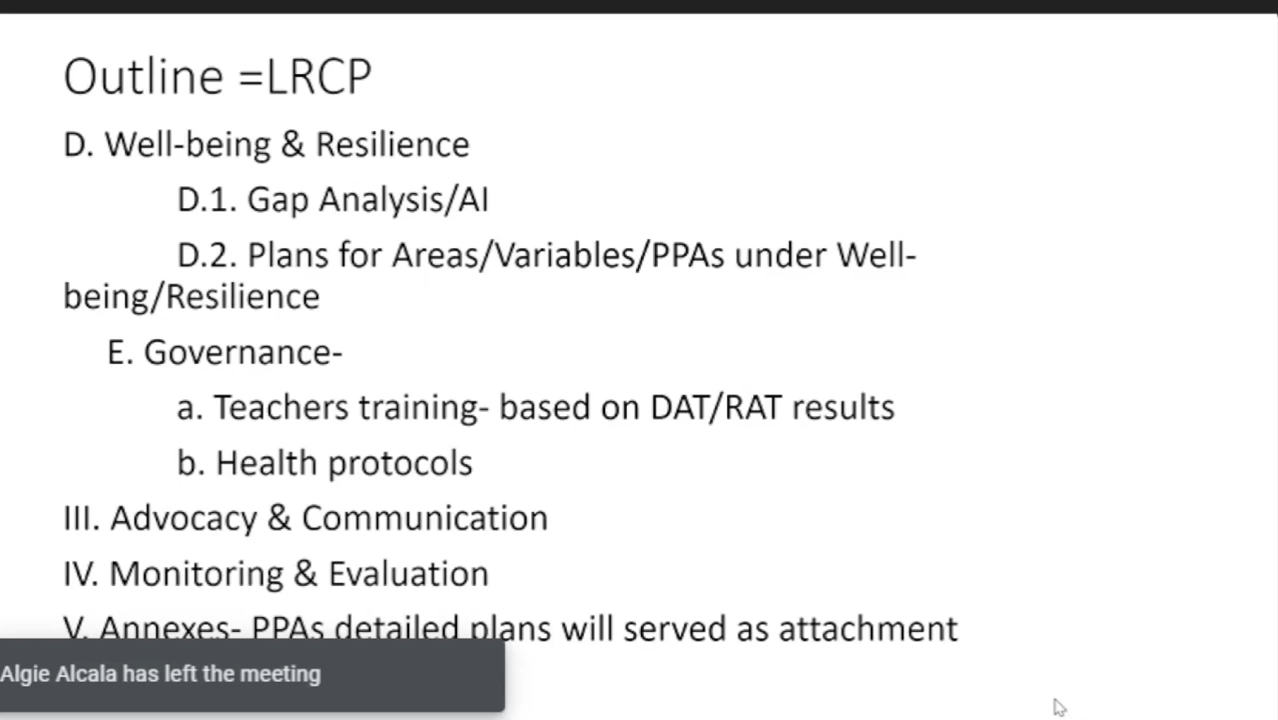 Outline =LRCP
D. Well-being & Resilience
D.1. Gap Analysis/AI
D.2. Plans for Areas/Variables/PPAs under Well-
being/Resilience
E. Governance-
a. Teachers training- based on DAT/RAT results
b. Health protocols
III. Advocacy & Communication
IV. Monitoring & Evaluation
V. Annexes- PPAs detailed plans will served as attachment
Algie Alcala has left the meeting